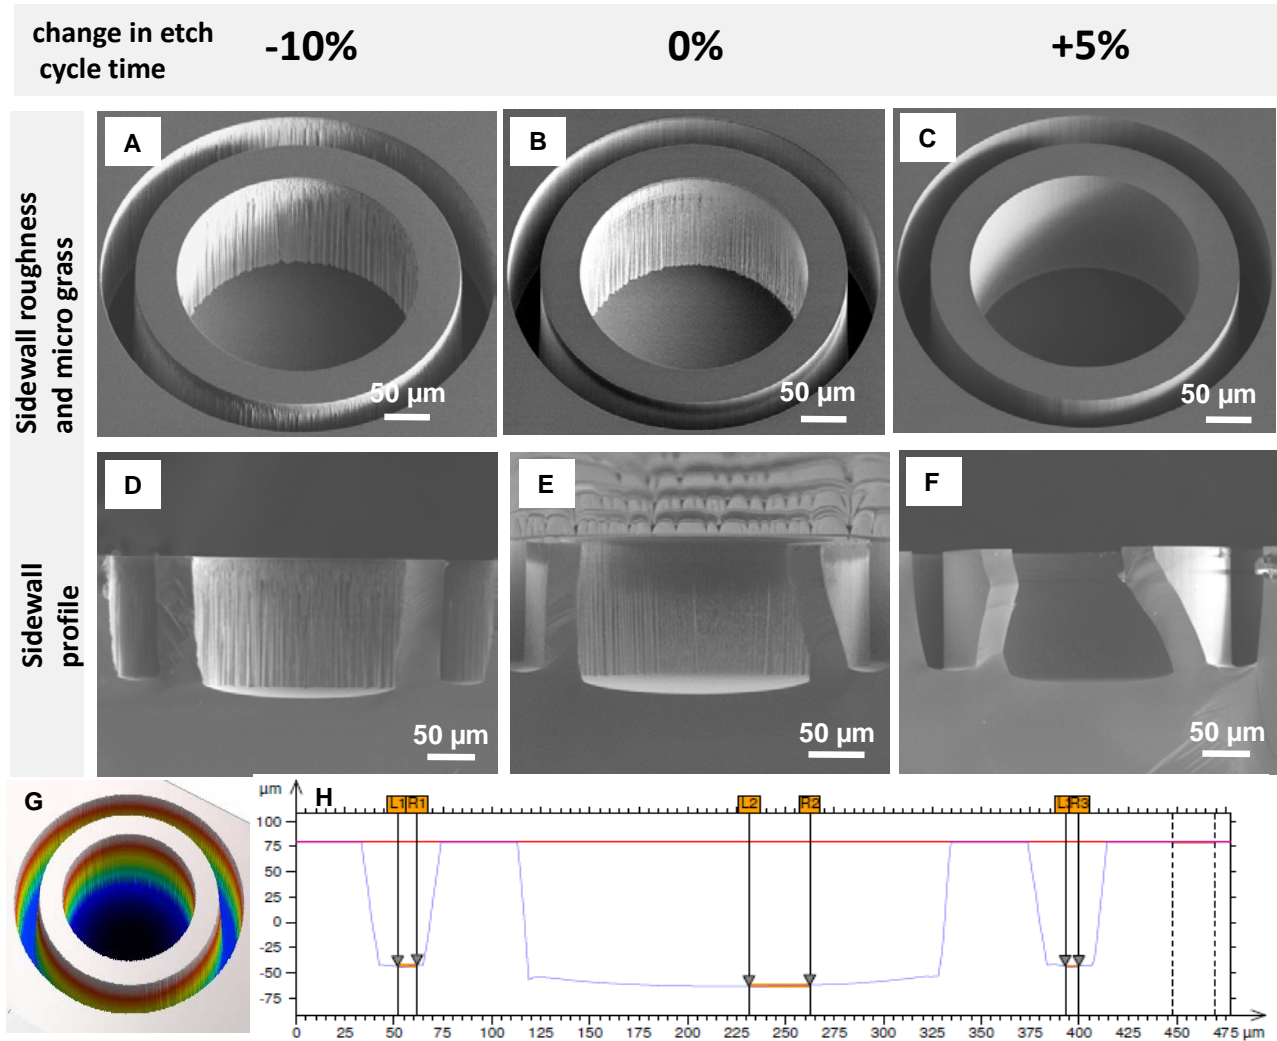 change in etch
cycle time
-10%
0%
+5%
Sidewall roughness
and micro grass
A
50 µm
B
50 µm
C
50 µm
Sidewall
profile
D
50 µm
E
50 µm
F
50 µm
G
H
µm
L1 R1
L2
R2
R3
100
75
50
25
0
-25
-50
-75
0 25 50 75 100 125 150 175 200 225 250 275 300 325 350 375 400 425 450 475 µm